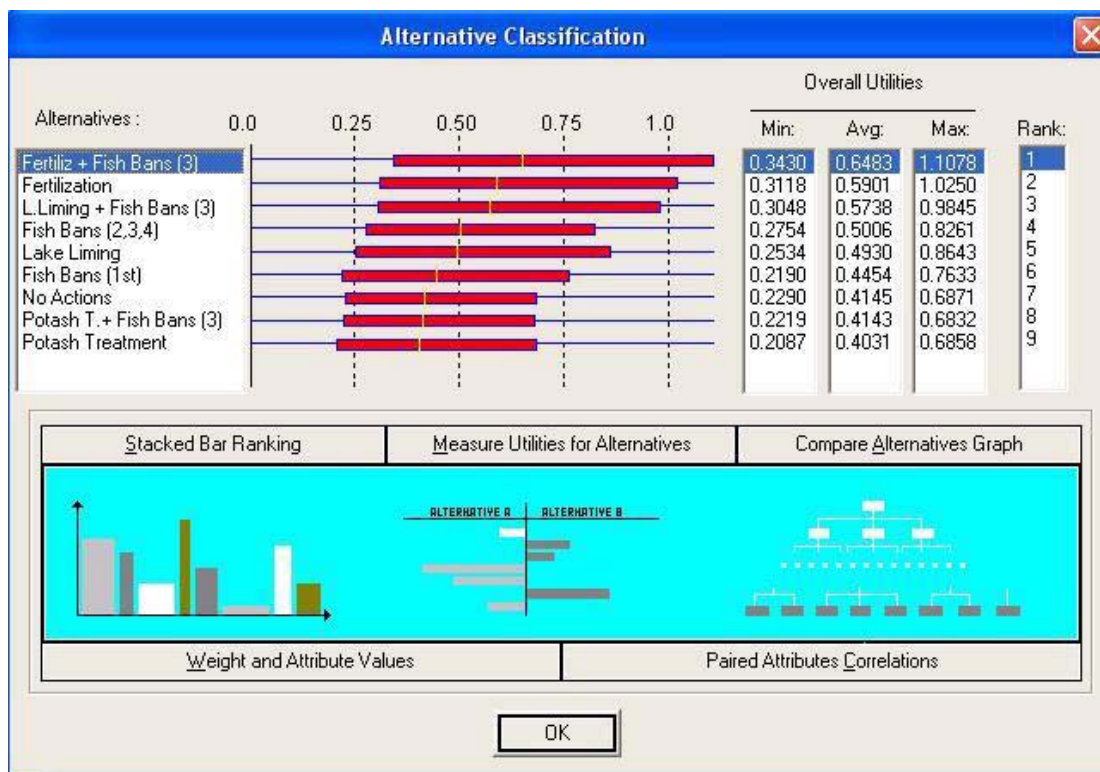 Alternative Classification
Overall Utilities
Alternatives : 0.0 0.25 0.50 0.75 1.0 Min: Avg: Max: Rank:
Fertiliz + Fish Bans (3) 0.3430 0.6483 1.1078 1
Fertilization 0.3118 0.5901 1.0250 2
L.Liming + Fish Bans (3) 0.3048 0.5738 0.9845 3
Fish Bans (2,3,4) 0.2754 0.5006 0.8261 4
Lake Liming 0.2534 0.4930 0.8643 5
Fish Bans (1st) 0.2190 0.4454 0.7633 6
No Actions 0.2290 0.4145 0.6871 7
Potash T.+ Fish Bans (3) 0.2219 0.4143 0.6832 8
Potash Treatment 0.2087 0.4031 0.6858 9
Stacked Bar Ranking Measure Utilities for Alternatives Compare Alternatives Graph
ALTERNATIVE A ALTERNATIVE B
Weight and Attribute Values Paired Attributes Correlations
OK